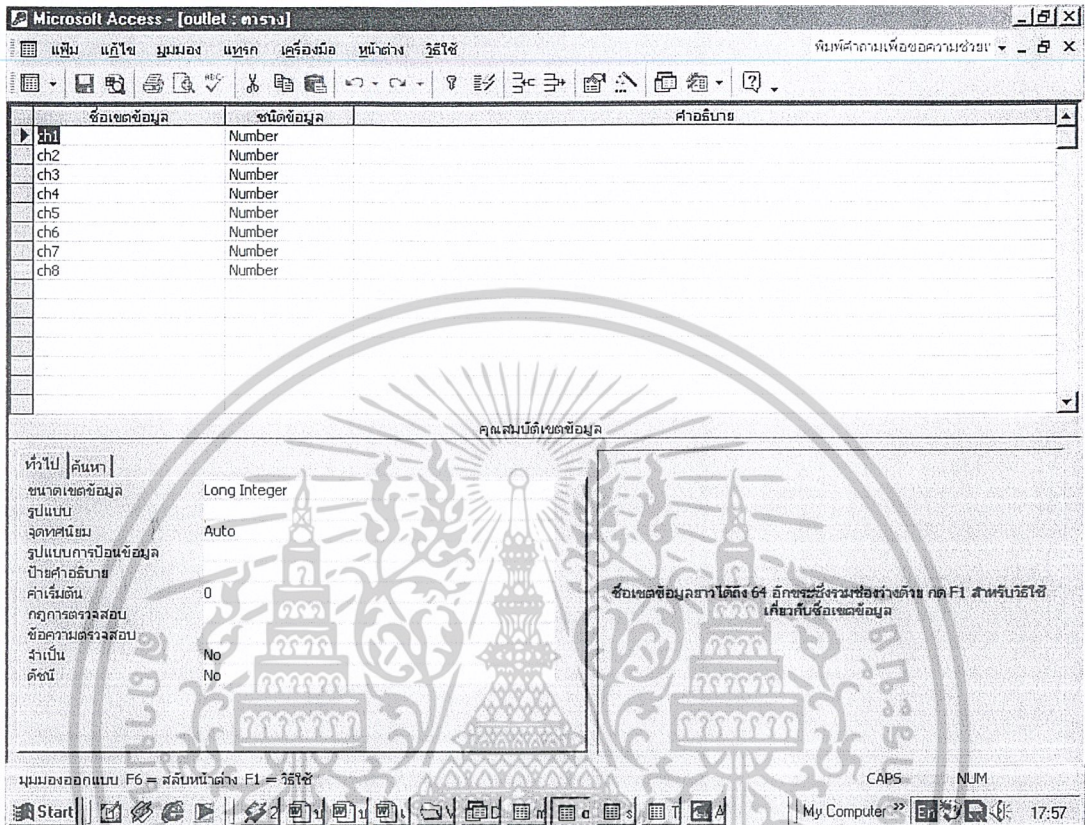 Microsoft Access - [outlet : ตาราง]
แฟ้ม แก้ไข มุมมอง แทรก เครื่องมือ หน้าต่าง วิธีใช้ พิมพ์คำถามเพื่อขอความช่วยเ
ชื่อเขตข้อมูล ชนิดข้อมูล คำอธิบาย
ch1 Number
ch2 Number
ch3 Number
ch4 Number
ch5 Number
ch6 Number
ch7 Number
ch8 Number
คุณสมบัติเขตข้อมูล
ทั่วไป ค้นหา
ขนาดเขตข้อมูล Long Integer
รูปแบบ
จุดทศนิยม Auto
รูปแบบการป้อนข้อมูล
ป้ายคำอธิบาย
ค่าเริ่มต้น 0
กฎการตรวจสอบ
ข้อความตรวจสอบ
จำเป็น No
ดัชนี No
ชื่อเขตข้อมูลยาวได้ถึง 64 อักขระซึ่งรวมช่องว่างด้วย กด F1 สำหรับวิธีใช้
เกี่ยวกับชื่อเขตข้อมูล
มุมมองออกแบบ F6 = สลับหน้าต่าง F1 = วิธีใช้ CAPS NUM
Start My Computer » En 17:57